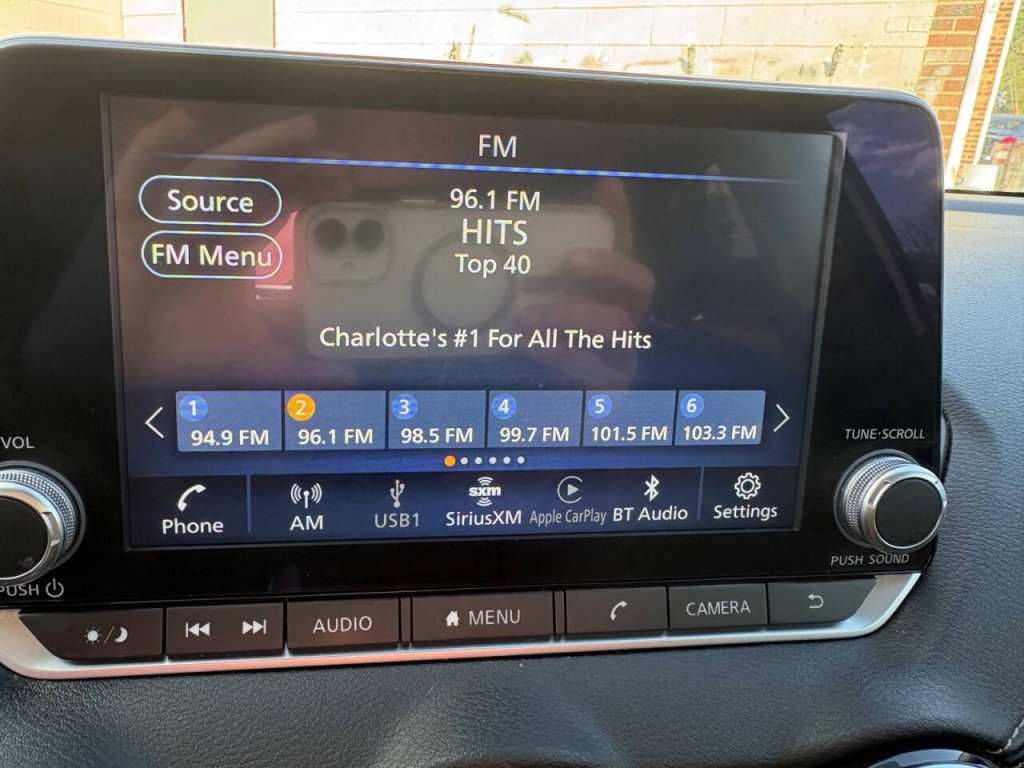 FM
Source
FM Menu
96.1 FM
HITS
Top 40
Charlotte's #1 For All The Hits
1 2 3 4 5 6
94.9 FM 96.1 FM 98.5 FM 99.7 FM 101.5 FM 103.3 FM
sxm
Phone AM USB1 SiriusXM Apple CarPlay BT Audio Settings
VOL
PUSH
TUNE·SCROLL
PUSH SOUND
AUDIO MENU CAMERA